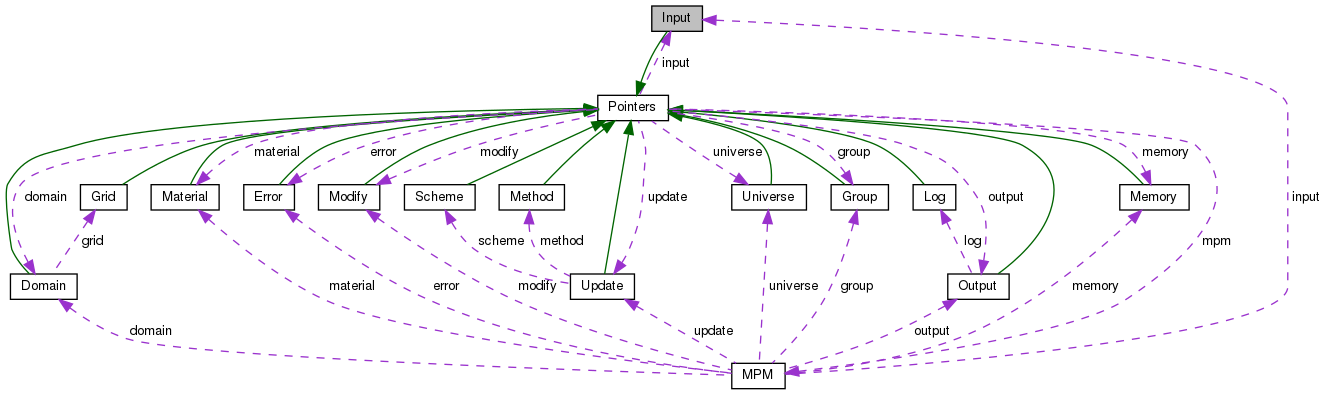 Input
input
Pointers
material
error
modify
universe
group
memory
domain
Grid
Material
Error
Modify
Scheme
Method
update
Universe
Group
Log
output
Memory
input
grid
scheme
method
log
mpm
Domain
material
error
modify
Update
universe
group
Output
memory
domain
update
output
MPM